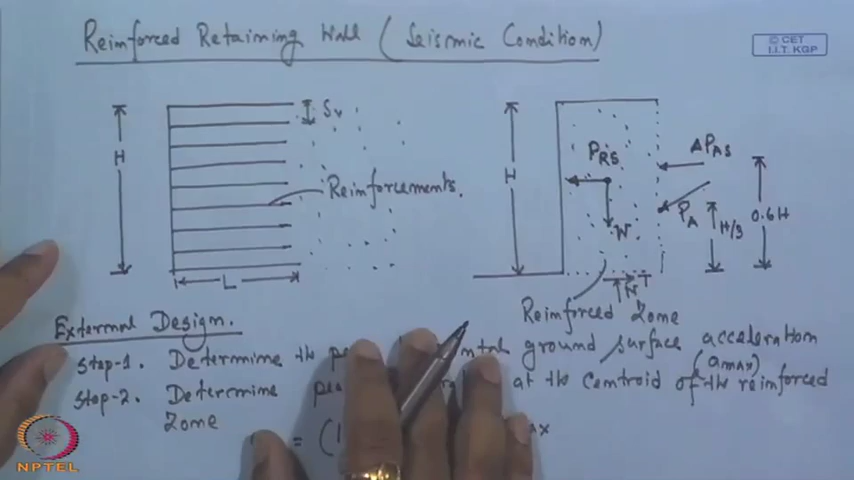 Reinforced Retaining Wall (Seismic Condition)
© CET
I.I.T. KGP
H
Sv
Reinforcements.
L
H
PRS
W
ΔPAS
PA
H/3
0.6H
N T
Reinforced Zone
External Design.
Step-1. Determine the ground surface acceleration
(amax)
Step-2. Determine at the centroid of the reinforced
Zone
= (1
NPTEL